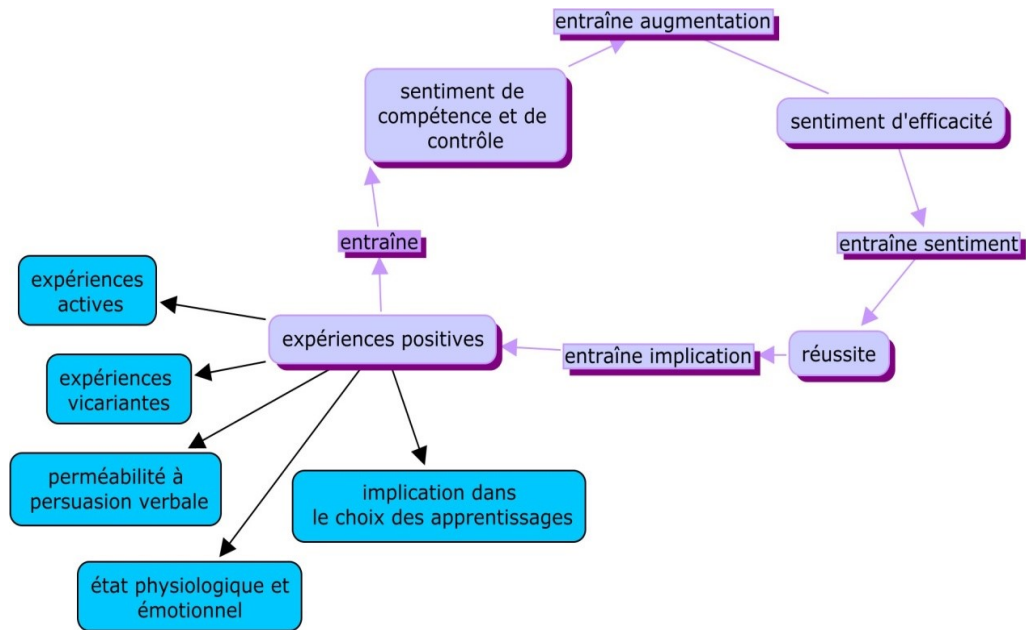 entraîne augmentation
sentiment de
compétence et de
contrôle
sentiment d'efficacité
entraîne
entraîne sentiment
expériences
actives
expériences positives
entraîne implication
réussite
expériences
vicariantes
perméabilité à
persuasion verbale
implication dans
le choix des apprentissages
état physiologique et
émotionnel